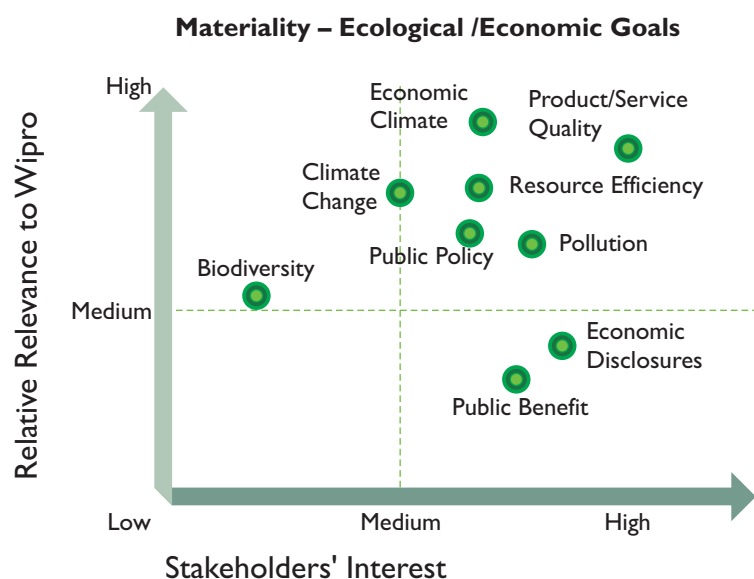 Materiality – Ecological /Economic Goals
High
Economic
Climate
Product/Service
Quality
Climate
Change
Resource Efficiency
Public Policy
Pollution
Biodiversity
Medium
Economic
Disclosures
Public Benefit
Relative Relevance to Wipro
Low
Medium
High
Stakeholders' Interest